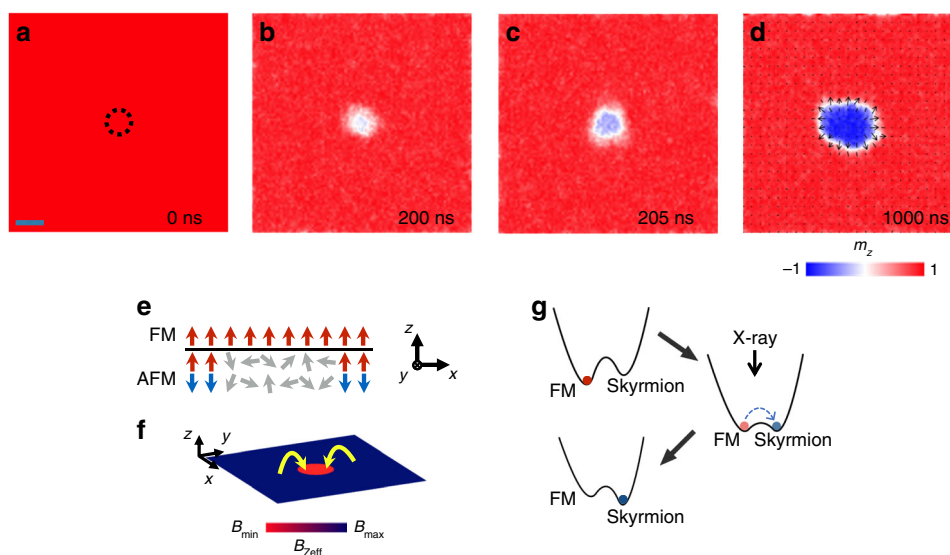 a
b
c
d
0 ns
200 ns
205 ns
1000 ns
m_z
–1
1
e
FM
AFM
z
y
x
f
z
y
x
B_min
B_max
B_Zeff
g
FM
Skyrmion
X-ray
FM
Skyrmion
FM
Skyrmion